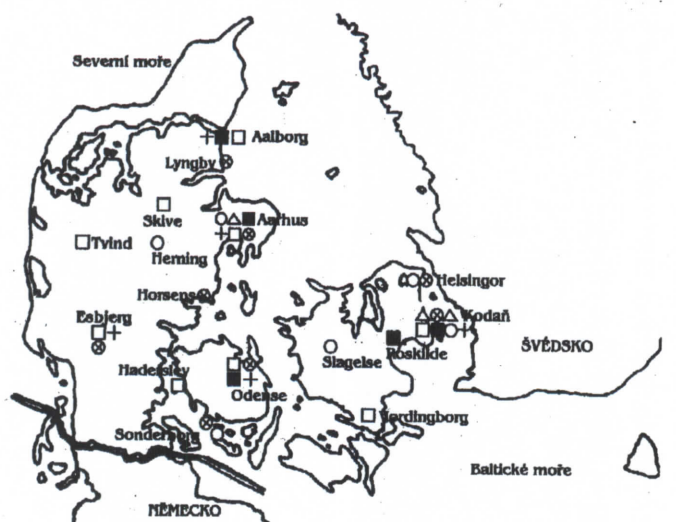 Severní moře
Aalborg
Lyngby
Skive
Aarhus
Tvind
Herning
Helsingor
Horsens
Kodaň
Esbjerg
Roskilde
ŠVÉDSKO
Slagelse
Haderslev
Odense
Vordingborg
Sonderborg
Baltické moře
NĚMECKO